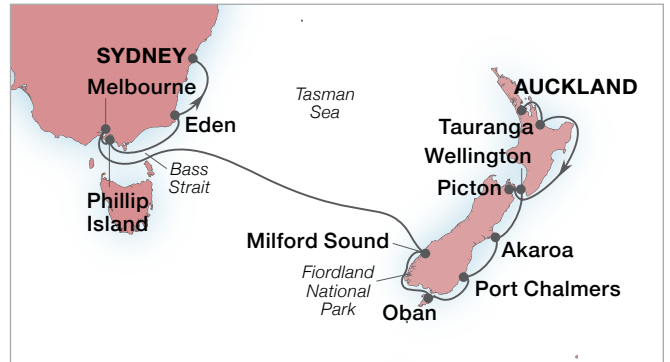 SYDNEY
Melbourne
Eden
Bass
Strait
Phillip
Island
Tasman
Sea
AUCKLAND
Tauranga
Wellington
Picton
Akaroa
Milford Sound
Fiordland
National
Park
Port Chalmers
Oban